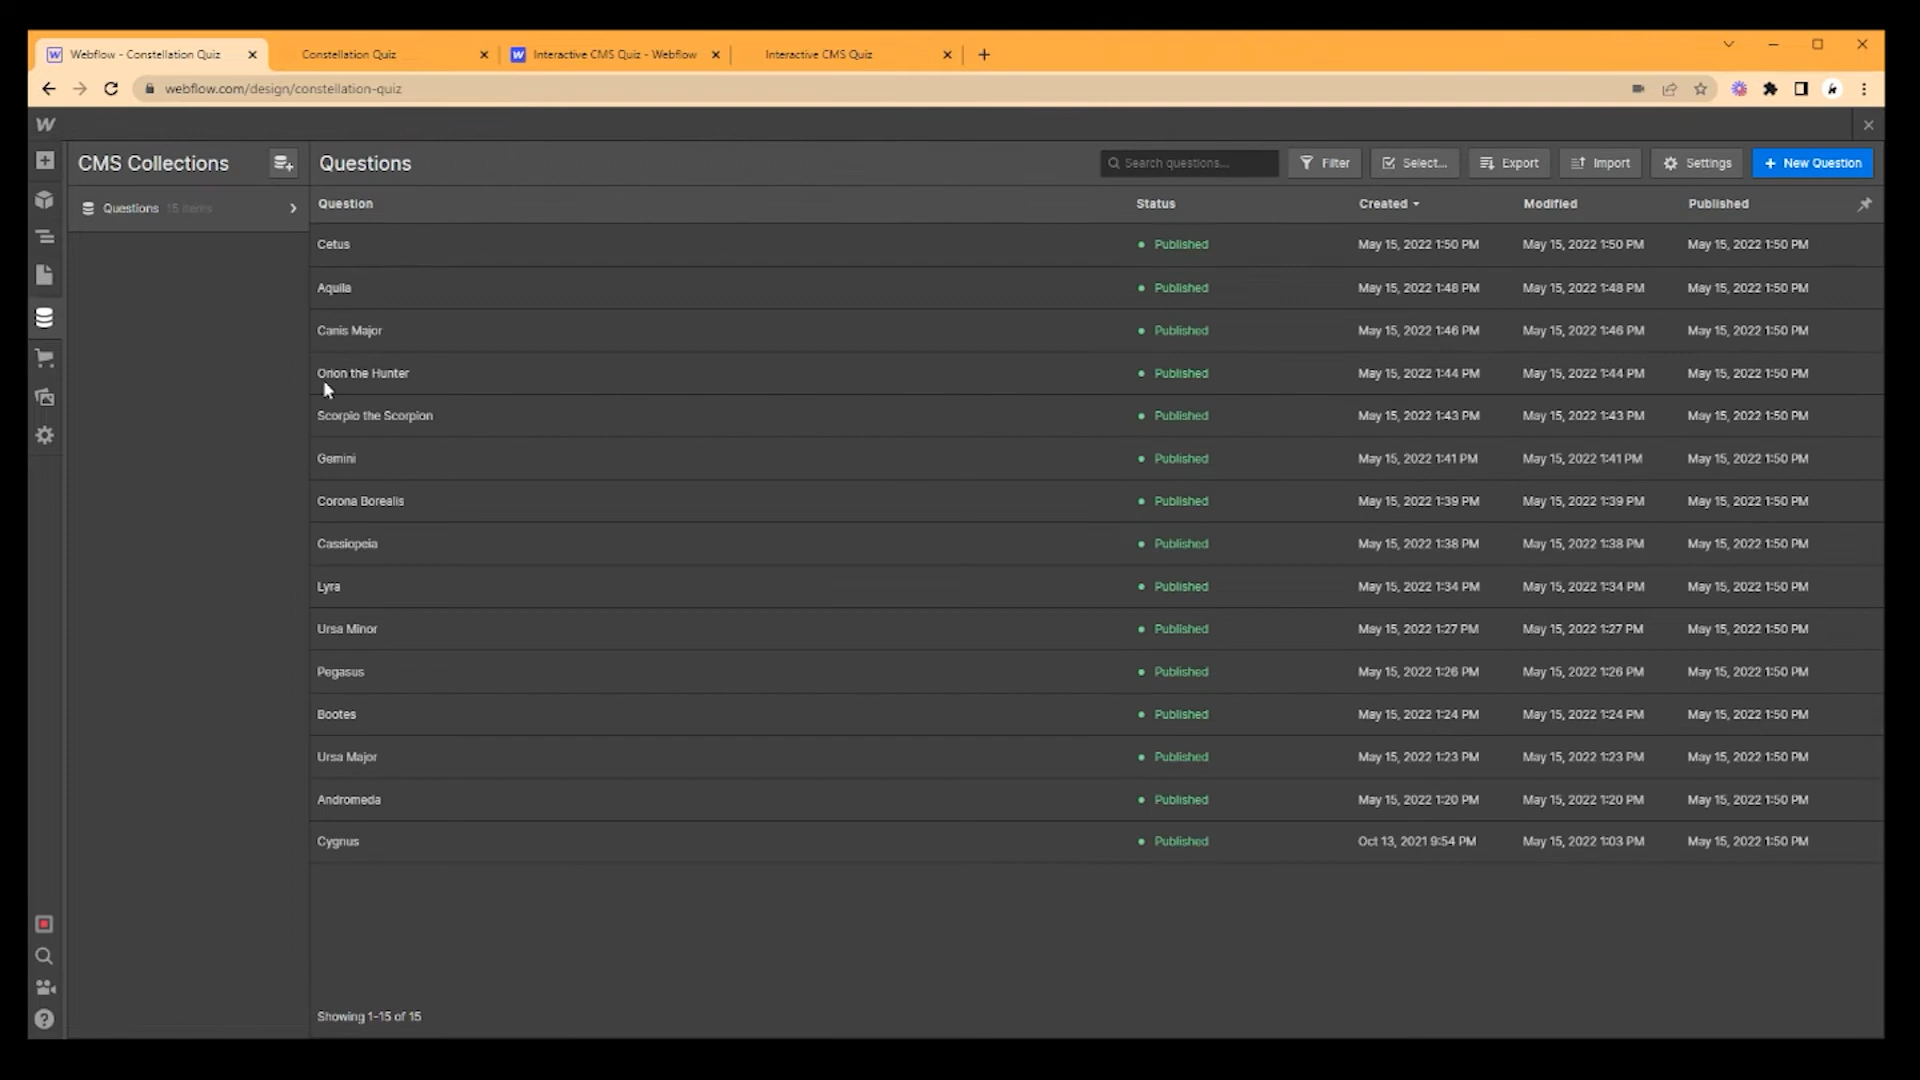 Webflow - Constellation Quiz
Constellation Quiz
Interactive CMS Quiz - Webflow
Interactive CMS Quiz
webflow.com/design/constellation-quiz
CMS Collections
Questions
Search questions...
Filter
Select...
Export
Import
Settings
New Question
Questions 15 items
Question Status Created Modified Published
Cetus Published May 15, 2022 1:50 PM May 15, 2022 1:50 PM May 15, 2022 1:50 PM
Aquila Published May 15, 2022 1:48 PM May 15, 2022 1:48 PM May 15, 2022 1:50 PM
Canis Major Published May 15, 2022 1:46 PM May 15, 2022 1:46 PM May 15, 2022 1:50 PM
Orion the Hunter Published May 15, 2022 1:44 PM May 15, 2022 1:44 PM May 15, 2022 1:50 PM
Scorpio the Scorpion Published May 15, 2022 1:43 PM May 15, 2022 1:43 PM May 15, 2022 1:50 PM
Gemini Published May 15, 2022 1:41 PM May 15, 2022 1:41 PM May 15, 2022 1:50 PM
Corona Borealis Published May 15, 2022 1:39 PM May 15, 2022 1:39 PM May 15, 2022 1:50 PM
Cassiopeia Published May 15, 2022 1:38 PM May 15, 2022 1:38 PM May 15, 2022 1:50 PM
Lyra Published May 15, 2022 1:34 PM May 15, 2022 1:34 PM May 15, 2022 1:50 PM
Ursa Minor Published May 15, 2022 1:27 PM May 15, 2022 1:27 PM May 15, 2022 1:50 PM
Pegasus Published May 15, 2022 1:26 PM May 15, 2022 1:26 PM May 15, 2022 1:50 PM
Bootes Published May 15, 2022 1:24 PM May 15, 2022 1:24 PM May 15, 2022 1:50 PM
Ursa Major Published May 15, 2022 1:23 PM May 15, 2022 1:23 PM May 15, 2022 1:50 PM
Andromeda Published May 15, 2022 1:20 PM May 15, 2022 1:20 PM May 15, 2022 1:50 PM
Cygnus Published Oct 13, 2021 9:54 PM May 15, 2022 1:03 PM May 15, 2022 1:50 PM
Showing 1-15 of 15